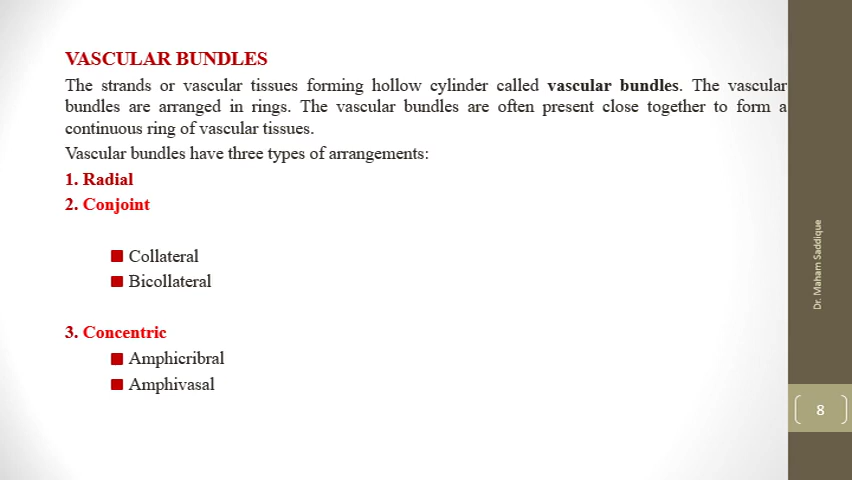 VASCULAR BUNDLES
The strands or vascular tissues forming hollow cylinder called vascular bundles. The vascular
bundles are arranged in rings. The vascular bundles are often present close together to form a
continuous ring of vascular tissues.
Vascular bundles have three types of arrangements:
1. Radial
2. Conjoint
Collateral
Bicollateral
3. Concentric
Amphicribral
Amphivasal
Dr. Maham Saddique
8